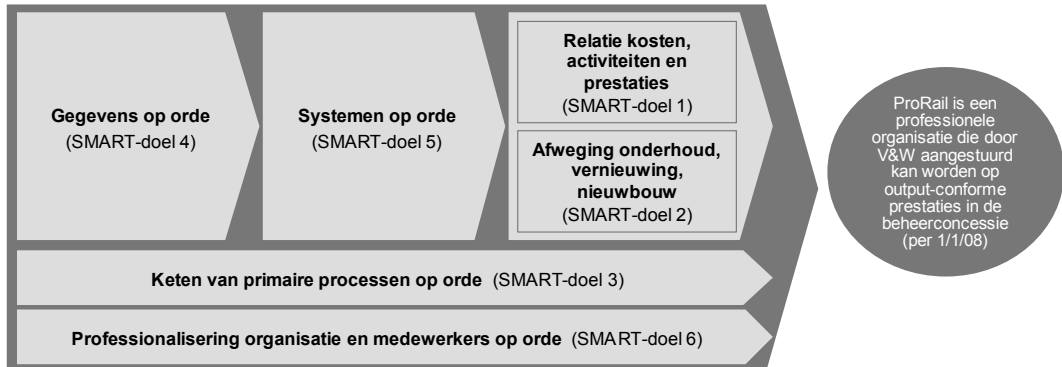 Gegevens op orde
(SMART-doel 4)
Systemen op orde
(SMART-doel 5)
Relatie kosten,
activiteiten en
prestaties
(SMART-doel 1)
Afweging onderhoud,
vernieuwing,
nieuwbouw
(SMART-doel 2)
Keten van primaire processen op orde (SMART-doel 3)
Professionalisering organisatie en medewerkers op orde (SMART-doel 6)
ProRail is een
professionele
organisatie die door
V&W aangestuurd
kan worden op
output-conforme
prestaties in de
beheerconcessie
(per 1/1/08)